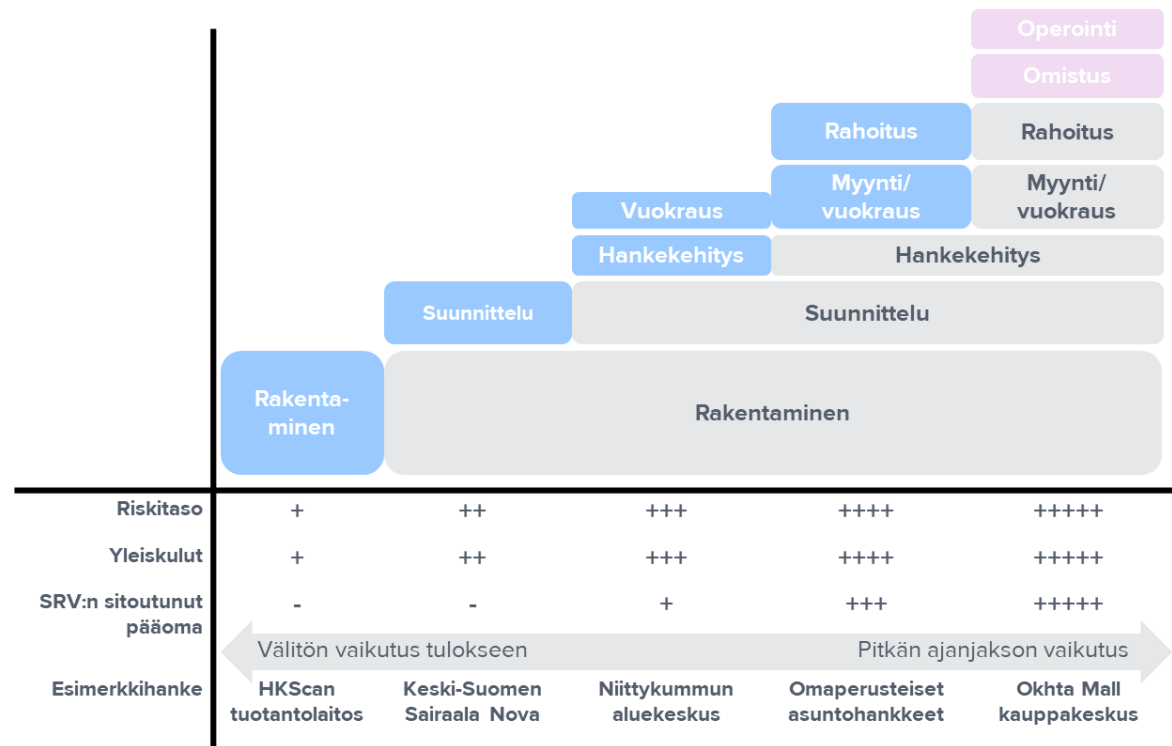 Operointi
Omistus
Rahoitus
Rahoitus
Myynti/
vuokraus
Myynti/
vuokraus
Vuokraus
Hankekehitys
Hankekehitys
Suunnittelu
Suunnittelu
Rakenta-
minen
Rakentaminen
Riskitaso + ++ +++ ++++ +++++
Yleiskulut + ++ +++ ++++ +++++
SRV:n sitoutunut
pääoma
- - + +++ +++++
Välitön vaikutus tulokseen
Pitkän ajanjakson vaikutus
Esimerkkihanke
HKScan
tuotantolaitos
Keski-Suomen
Sairaala Nova
Niittykummun
aluekeskus
Omaperusteiset
asuntohankkeet
Okhta Mall
kauppakeskus